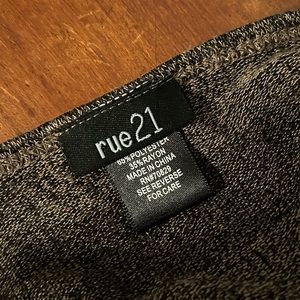 rue21
65% POLYESTER
35% RAYON
MADE IN CHINA
RN#70829
SEE REVERSE
FOR CARE